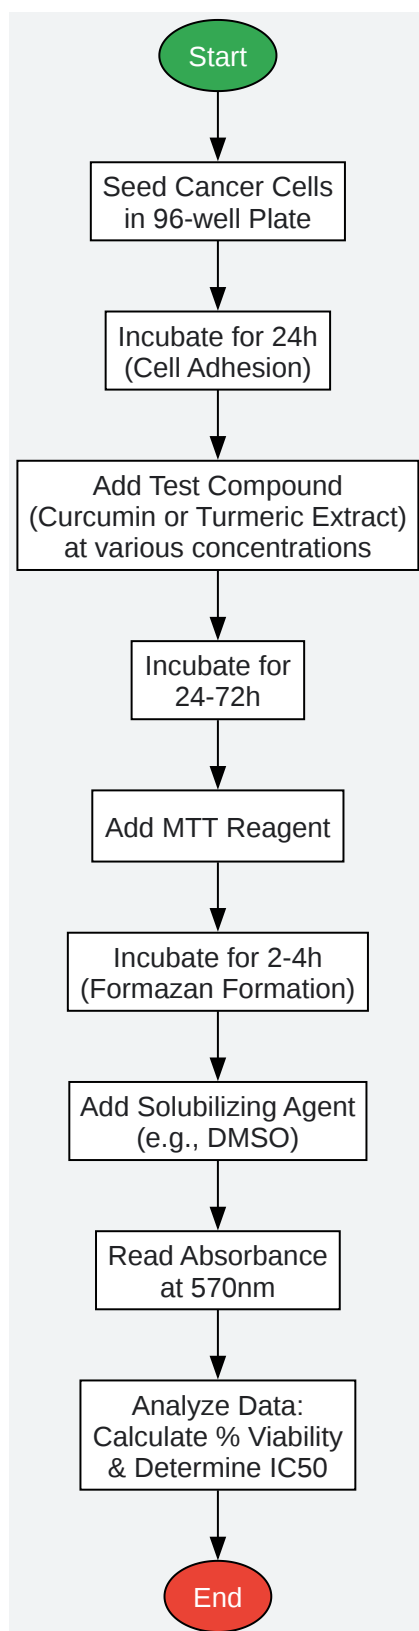 Start
Seed Cancer Cells
in 96-well Plate
Incubate for 24h
(Cell Adhesion)
Add Test Compound
(Curcumin or Turmeric Extract)
at various concentrations
Incubate for
24-72h
Add MTT Reagent
Incubate for 2-4h
(Formazan Formation)
Add Solubilizing Agent
(e.g., DMSO)
Read Absorbance
at 570nm
Analyze Data:
Calculate % Viability
& Determine IC50
End